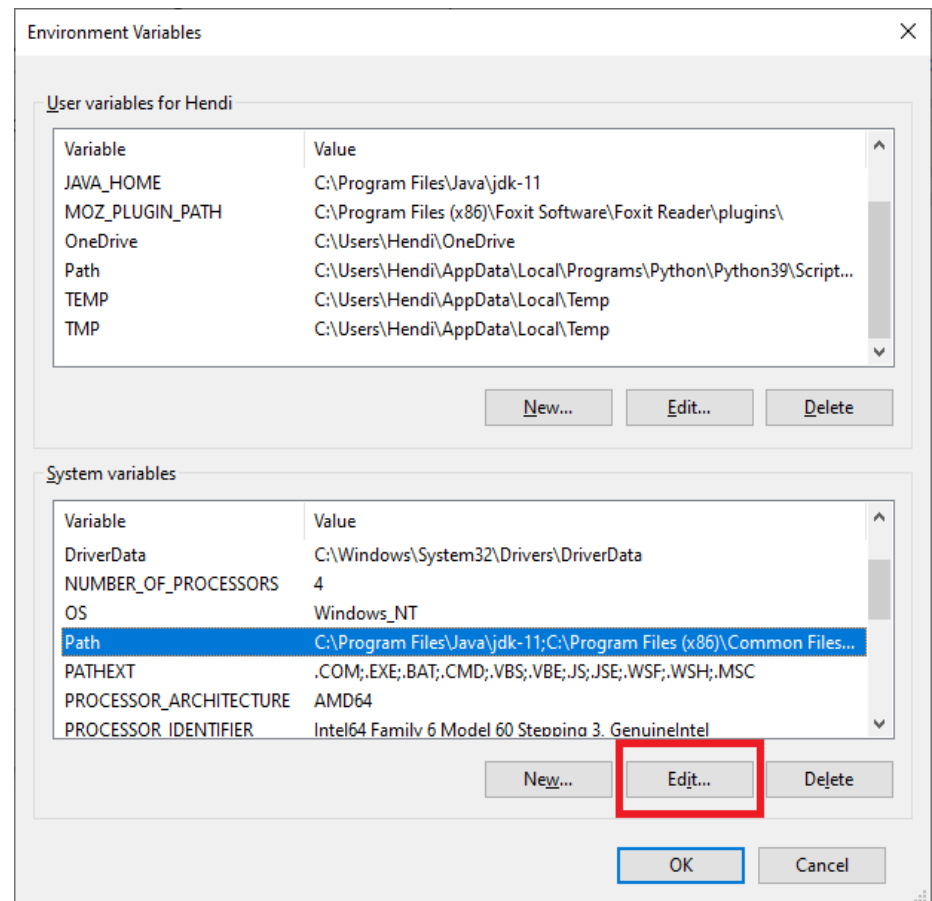 Environment Variables
User variables for Hendi
Variable Value
JAVA_HOME C:\Program Files\Java\jdk-11
MOZ_PLUGIN_PATH C:\Program Files (x86)\Foxit Software\Foxit Reader\plugins\
OneDrive C:\Users\Hendi\OneDrive
Path C:\Users\Hendi\AppData\Local\Programs\Python\Python39\Script...
TEMP C:\Users\Hendi\AppData\Local\Temp
TMP C:\Users\Hendi\AppData\Local\Temp
New... Edit... Delete
System variables
Variable Value
DriverData C:\Windows\System32\Drivers\DriverData
NUMBER_OF_PROCESSORS 4
OS Windows_NT
Path C:\Program Files\Java\jdk-11;C:\Program Files (x86)\Common Files...
PATHEXT .COM;.EXE;.BAT;.CMD;.VBS;.VBE;.JS;.JSE;.WSF;.WSH;.MSC
PROCESSOR_ARCHITECTURE AMD64
PROCESSOR_IDENTIFIER Intel64 Family 6 Model 60 Stepping 3, GenuineIntel
New... Edit... Delete
OK Cancel